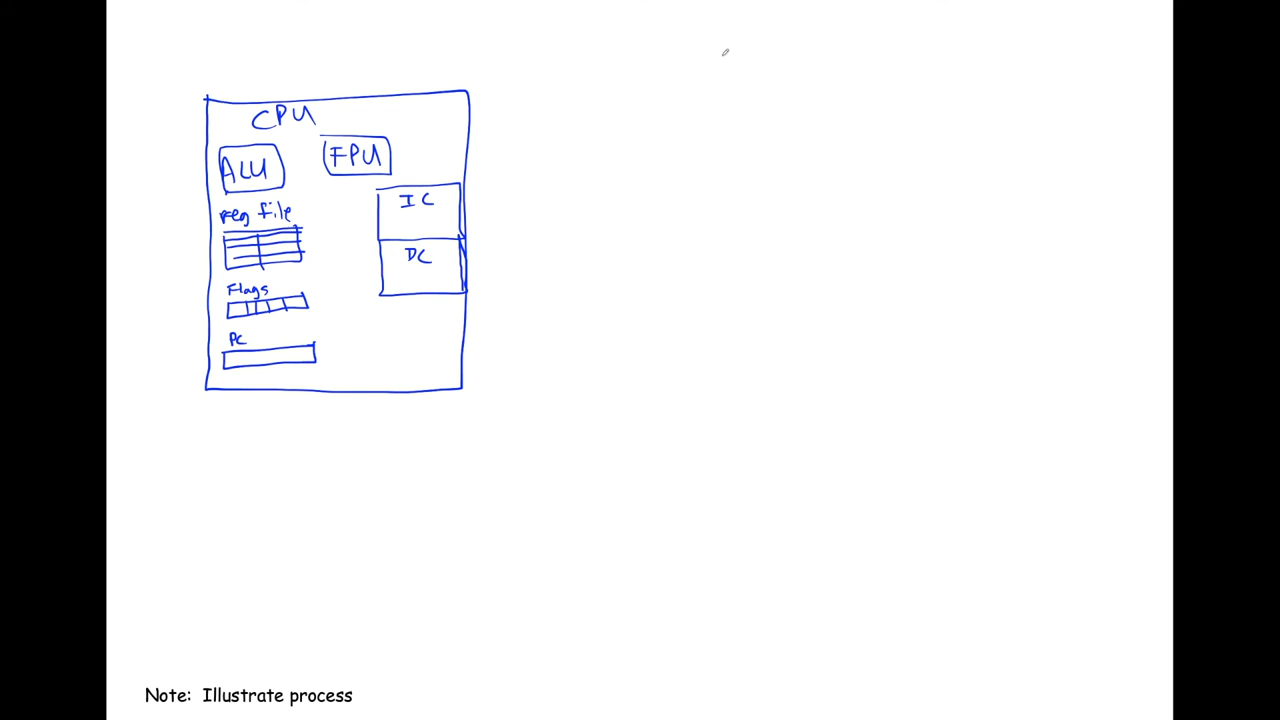 CPU
ALU
FPU
reg file
IC
DC
Flags
PC
Note: Illustrate process